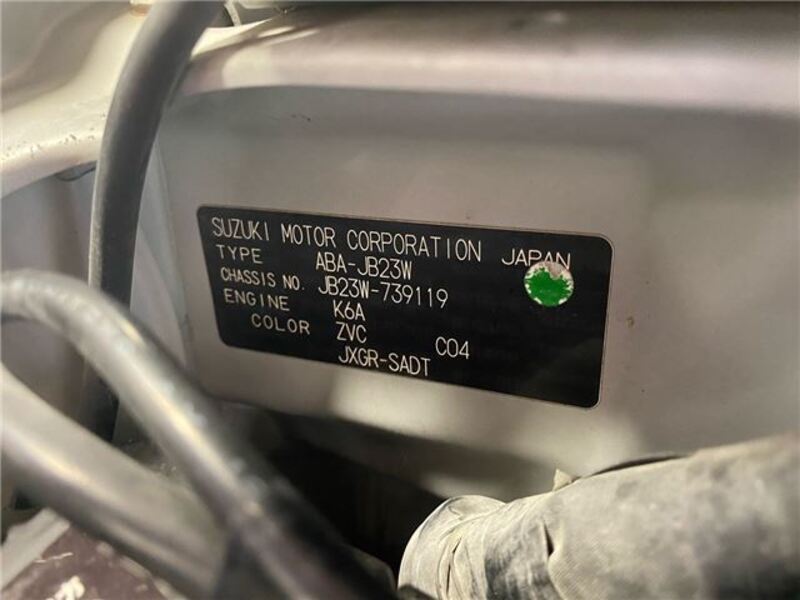 SUZUKI MOTOR CORPORATION JAPAN
TYPE ABA-JB23W
CHASSIS NO. JB23W-739119
ENGINE K6A
COLOR ZVC C04
JXGR-SADT